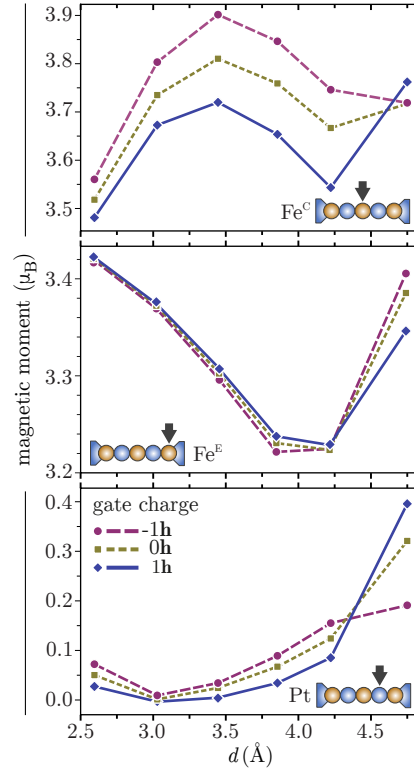 magnetic moment (μ_B)
3.9
3.8
3.7
3.6
3.5
Fe^C
3.4
3.3
3.2
Fe^E
0.4
0.3
0.2
0.1
0.0
gate charge
-1h
0h
1h
Pt
2.5 3.0 3.5 4.0 4.5
d (Å)